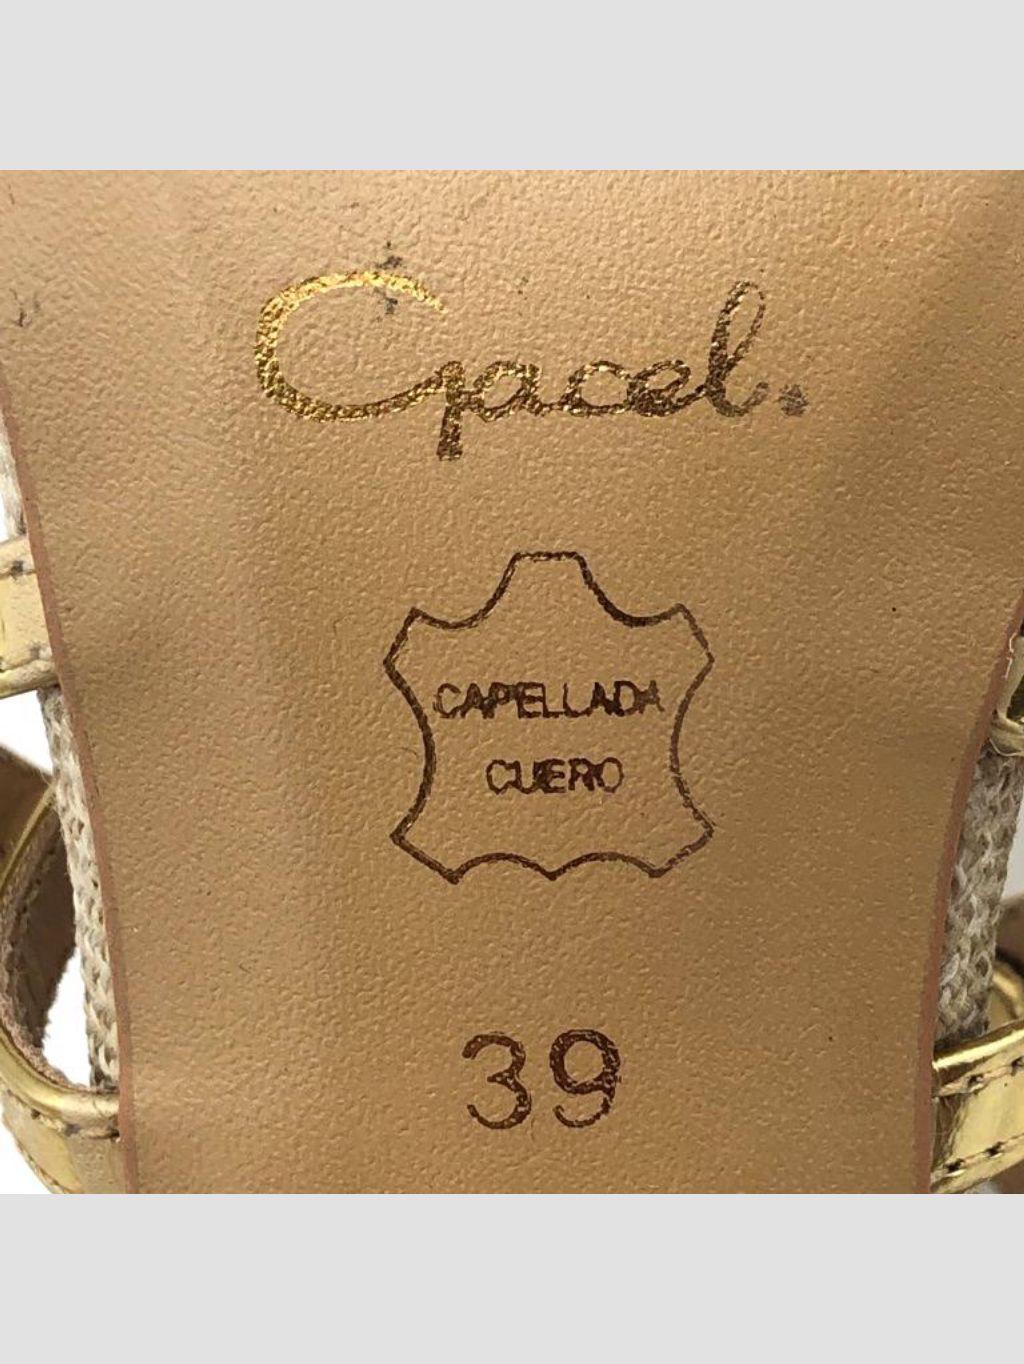 Gacel.
CAPELLADA
CUERO
39